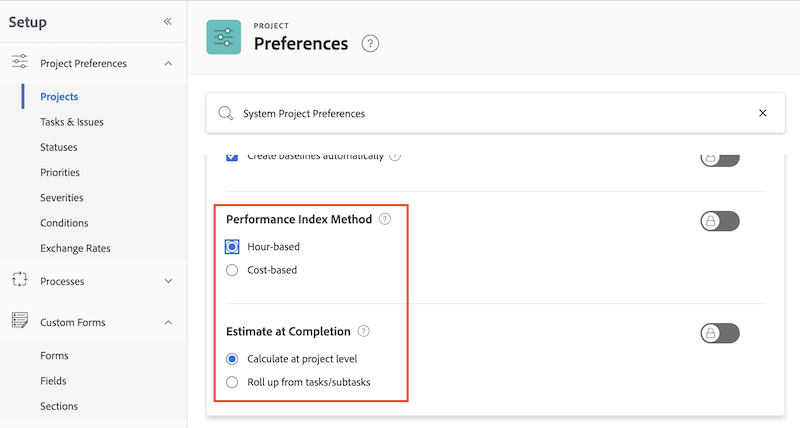 Setup
Project Preferences
Projects
Tasks & Issues
Statuses
Priorities
Severities
Conditions
Exchange Rates
Processes
Custom Forms
Forms
Fields
Sections
PROJECT
Preferences ?
System Project Preferences
Create baselines automatically ?
Performance Index Method ?
Hour-based
Cost-based
Estimate at Completion ?
Calculate at project level
Roll up from tasks/subtasks